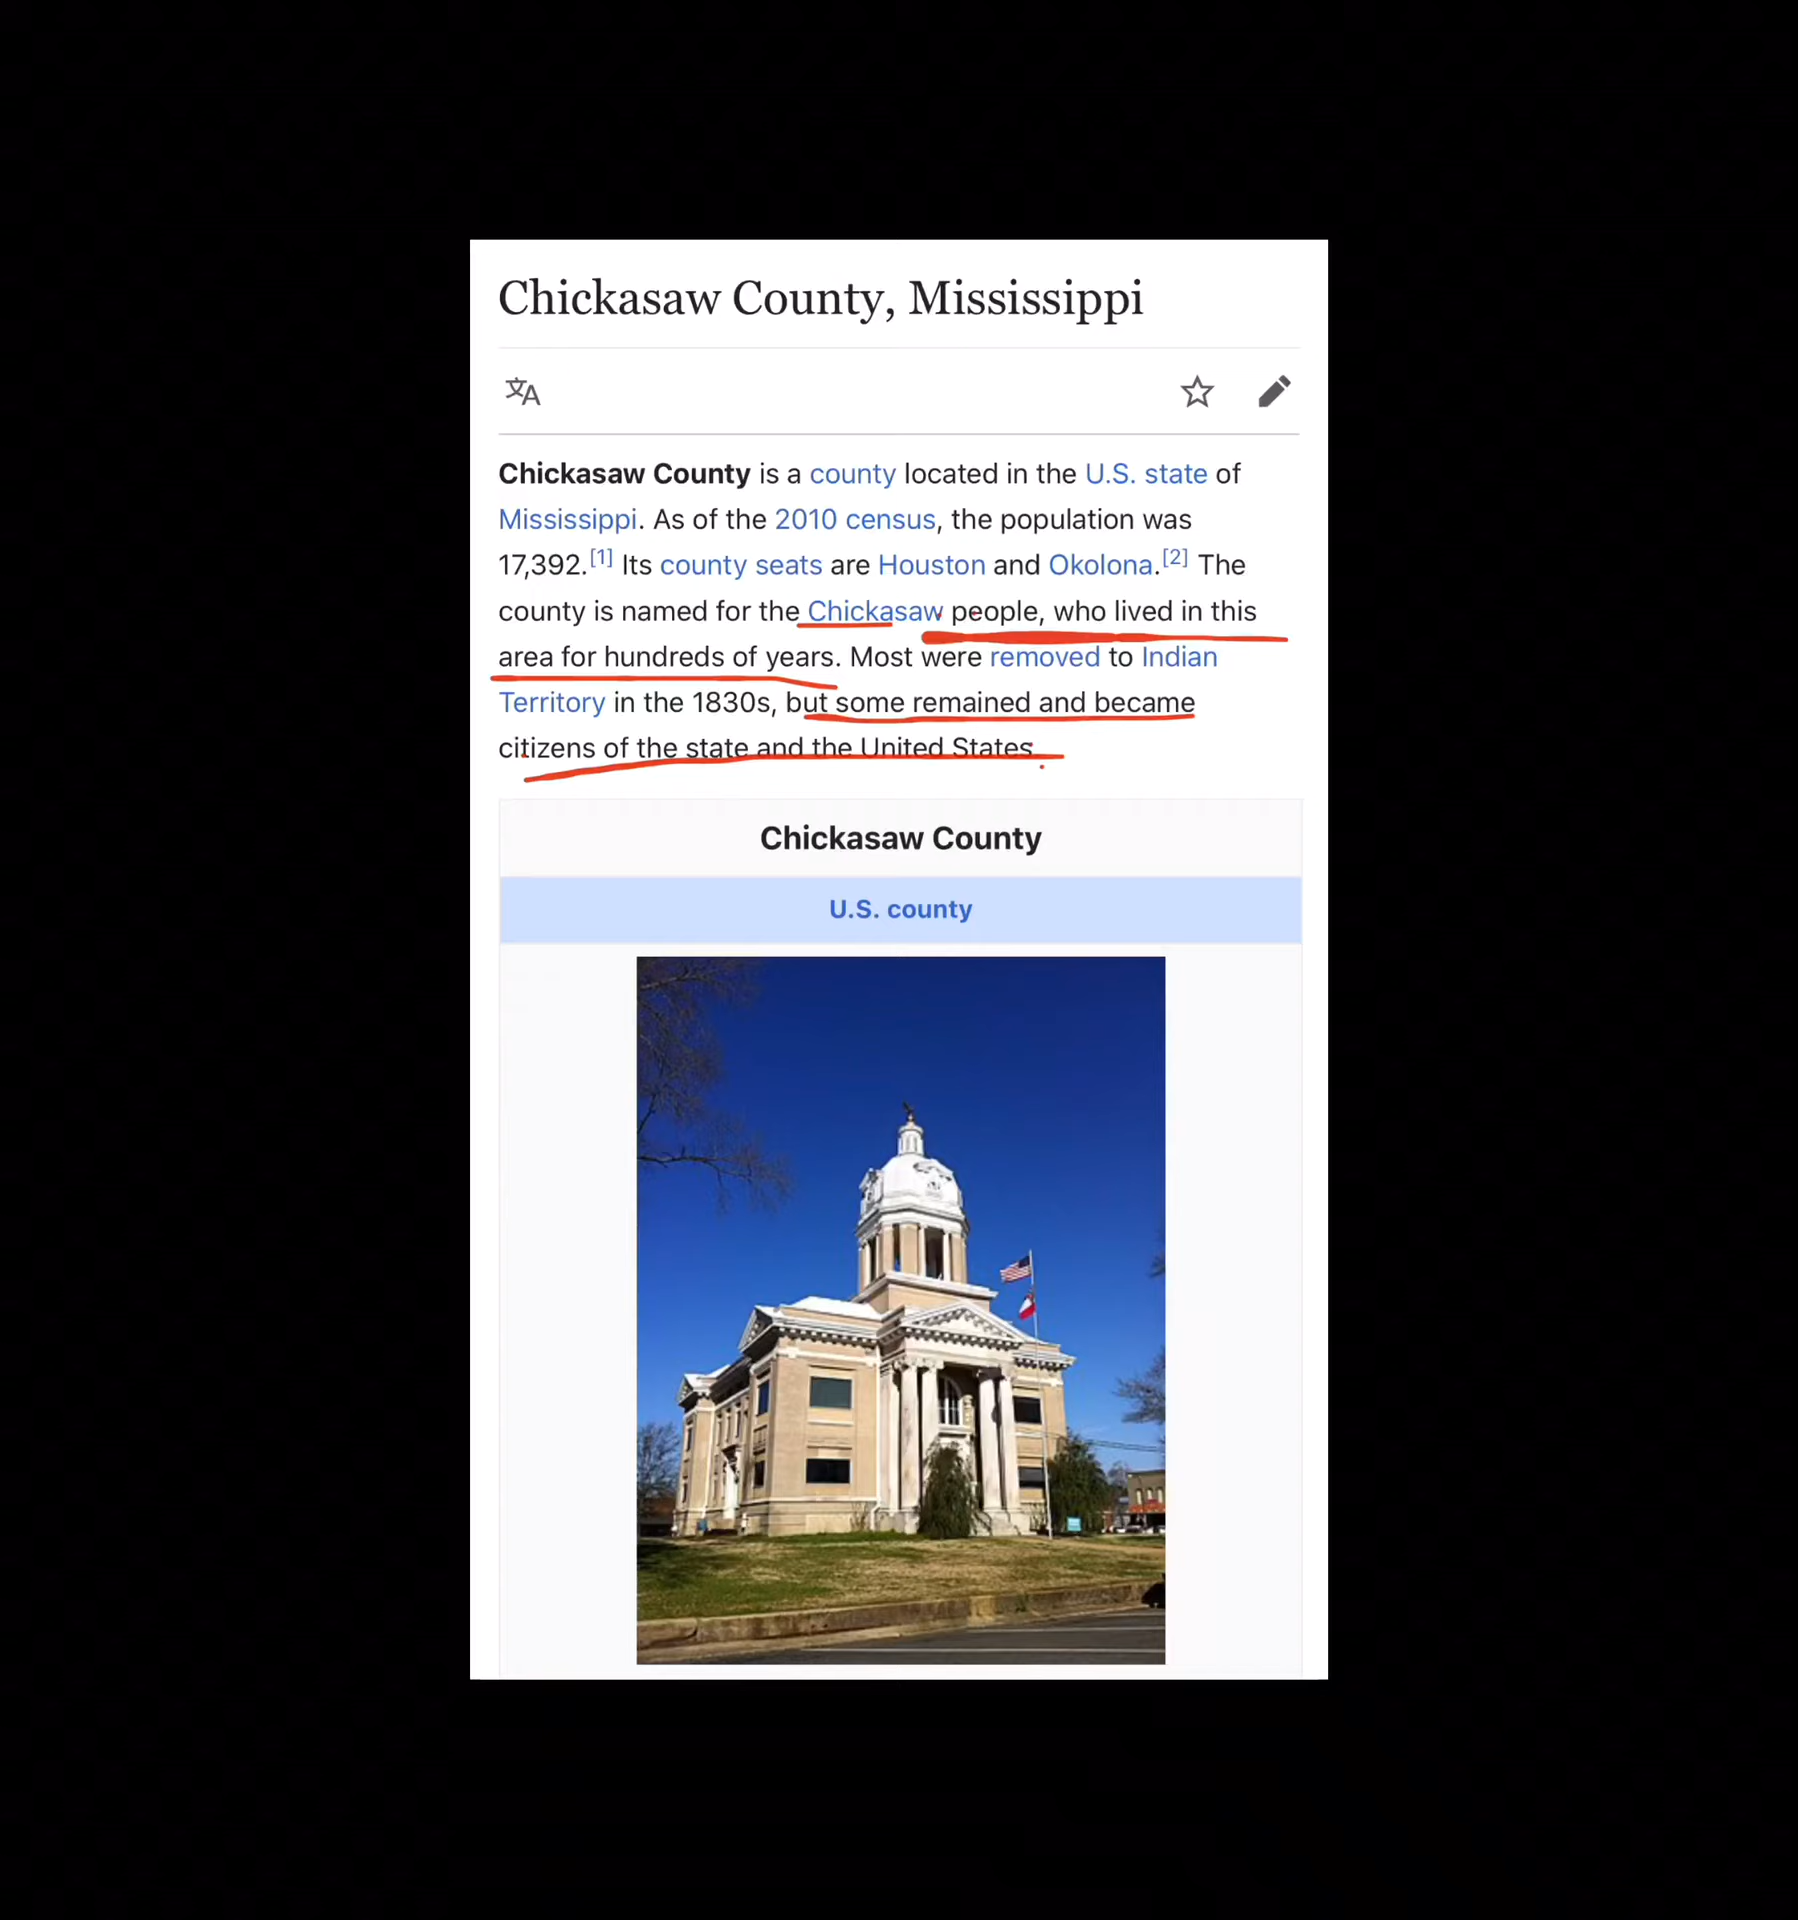 Chickasaw County, Mississippi
文A
Chickasaw County is a county located in the U.S. state of
Mississippi. As of the 2010 census, the population was
17,392.[1] Its county seats are Houston and Okolona.[2] The
county is named for the Chickasaw people, who lived in this
area for hundreds of years. Most were removed to Indian
Territory in the 1830s, but some remained and became
citizens of the state and the United States.
Chickasaw County
U.S. county